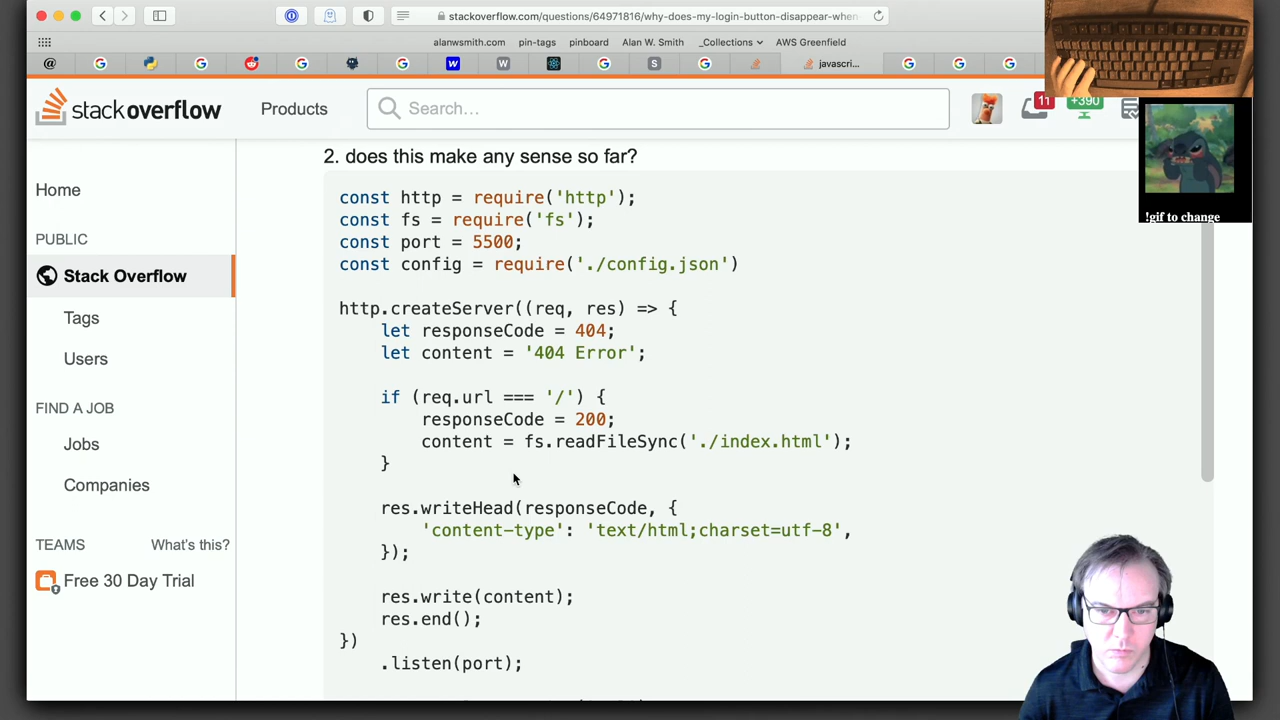 stackoverflow.com/questions/64971816/why-does-my-login-button-disappear-when-
alanwsmith.com pin-tags pinboard Alan W. Smith _Collections AWS Greenfield
javascri...
stackoverflow Products Search... 11 +390
!gif to change
Home
PUBLIC
Stack Overflow
Tags
Users
FIND A JOB
Jobs
Companies
TEAMS What's this?
Free 30 Day Trial
2. does this make any sense so far?
const http = require('http');
const fs = require('fs');
const port = 5500;
const config = require('./config.json')
http.createServer((req, res) => {
let responseCode = 404;
let content = '404 Error';
if (req.url === '/') {
responseCode = 200;
content = fs.readFileSync('./index.html');
}
res.writeHead(responseCode, {
'content-type': 'text/html;charset=utf-8',
});
res.write(content);
res.end();
})
.listen(port);